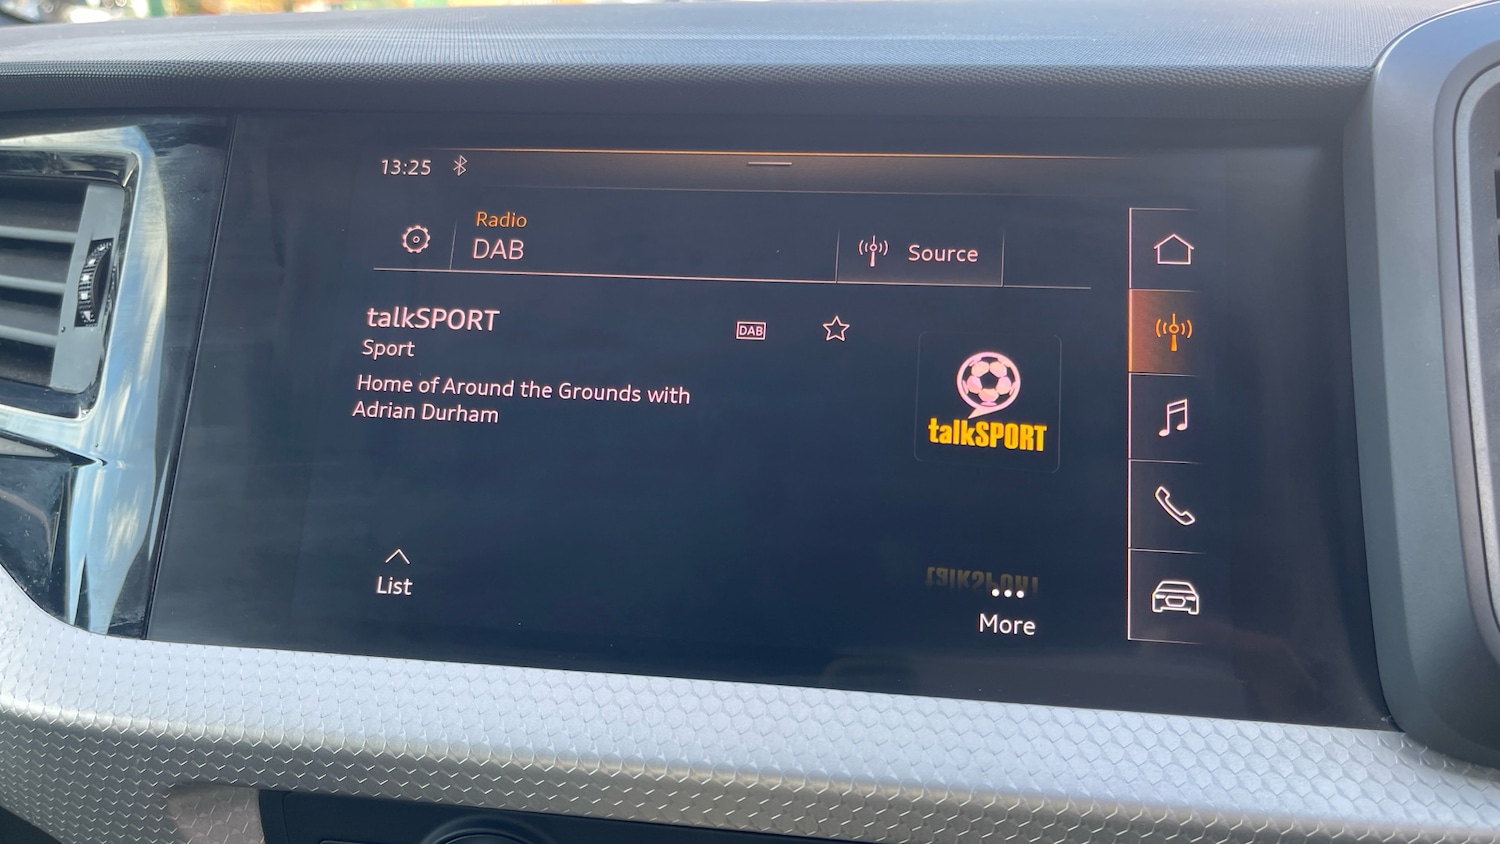 13:25
Radio
DAB
Source
talkSPORT
DAB
Sport
Home of Around the Grounds with
Adrian Durham
talkSPORT
List
talkSPORT
More